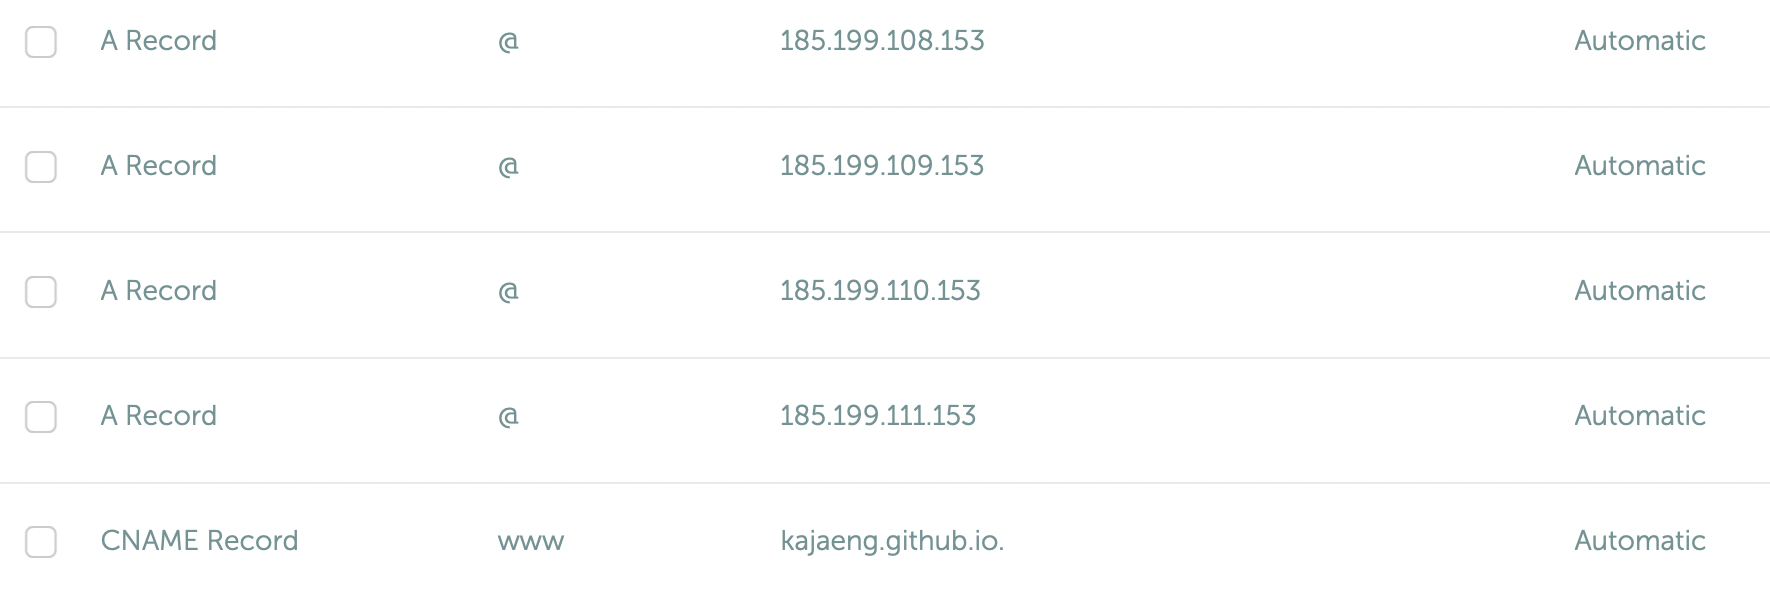 A Record @ 185.199.108.153 Automatic
A Record @ 185.199.109.153 Automatic
A Record @ 185.199.110.153 Automatic
A Record @ 185.199.111.153 Automatic
CNAME Record www kajaeng.github.io. Automatic